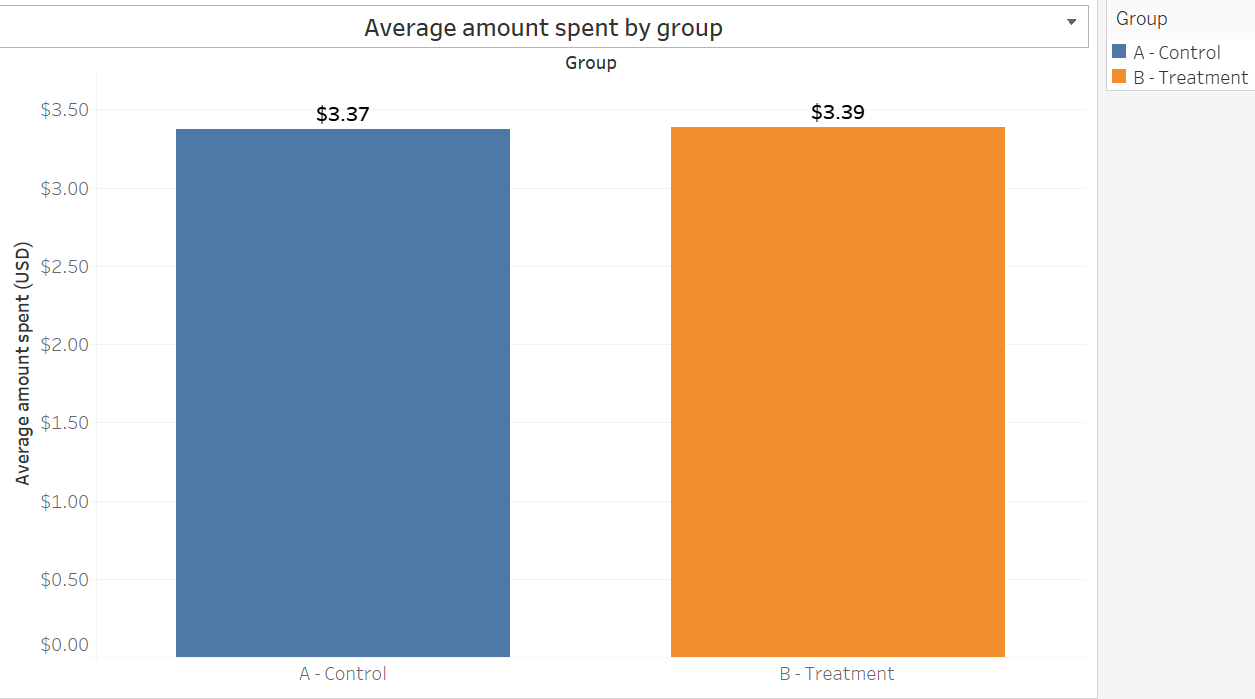 Average amount spent by group
Group
Average amount spent (USD)
$3.50
$3.00
$2.50
$2.00
$1.50
$1.00
$0.50
$0.00
$3.37
$3.39
A - Control
B - Treatment
Group
A - Control
B - Treatment